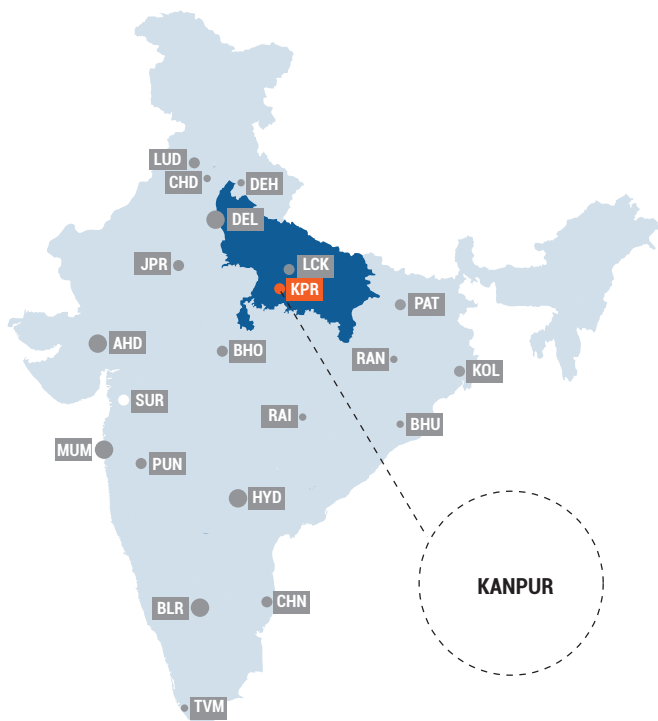 LUD
CHD
DEH
DEL
JPR
LCK
KPR
PAT
AHD
BHO
RAN
KOL
SUR
RAI
BHU
MUM
PUN
HYD
KANPUR
BLR
CHN
TVM